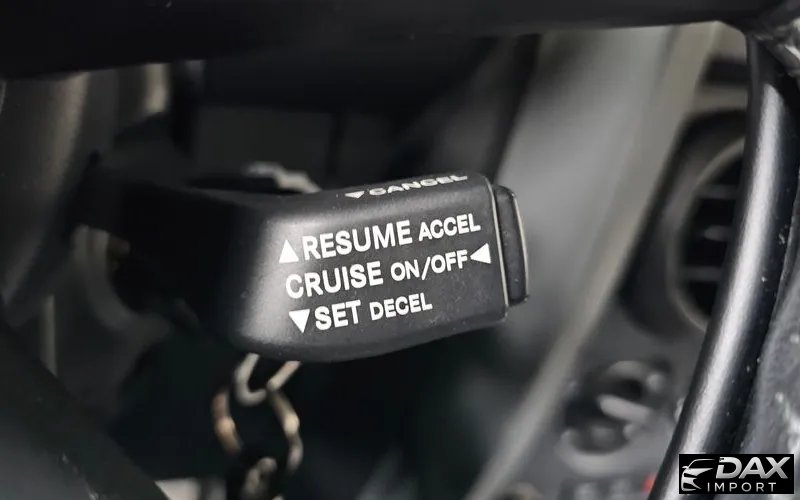 ▼CANCEL
▲RESUME ACCEL
CRUISE ON/OFF◀
▼SET DECEL
DAX
IMPORT